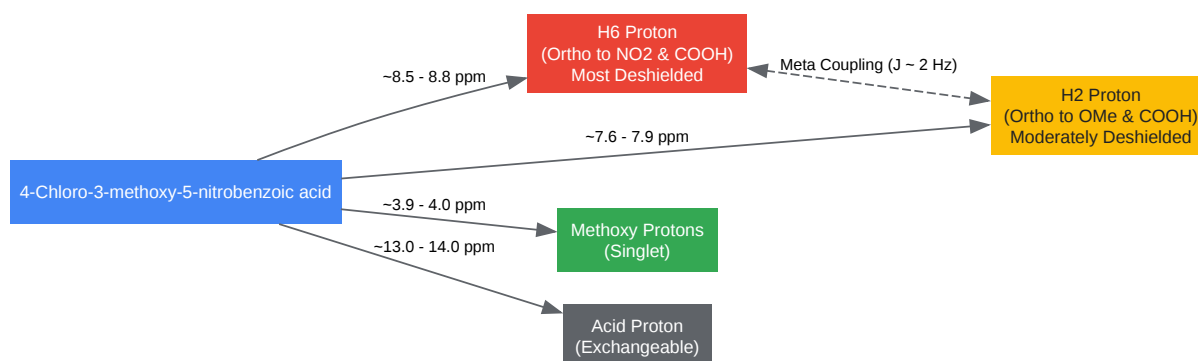 H6 Proton
(Ortho to NO2 & COOH)
Most Deshielded
~8.5 - 8.8 ppm
Meta Coupling (J ~ 2 Hz)
H2 Proton
(Ortho to OMe & COOH)
Moderately Deshielded
~7.6 - 7.9 ppm
4-Chloro-3-methoxy-5-nitrobenzoic acid
~3.9 - 4.0 ppm
Methoxy Protons
(Singlet)
~13.0 - 14.0 ppm
Acid Proton
(Exchangeable)